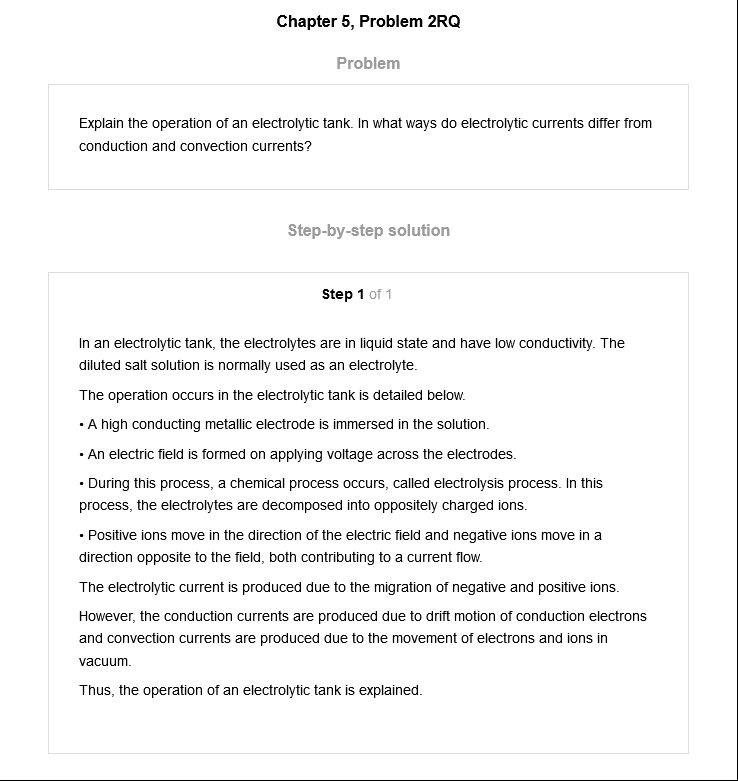 Chapter 5, Problem 2RQ
Problem
Explain the operation of an electrolytic tank. In what ways do electrolytic currents differ from
conduction and convection currents?
Step-by-step solution
Step 1 of 1
In an electrolytic tank, the electrolytes are in liquid state and have low conductivity. The
diluted salt solution is normally used as an electrolyte.
The operation occurs in the electrolytic tank is detailed below.
• A high conducting metallic electrode is immersed in the solution.
• An electric field is formed on applying voltage across the electrodes.
• During this process, a chemical process occurs, called electrolysis process. In this
process, the electrolytes are decomposed into oppositely charged ions.
• Positive ions move in the direction of the electric field and negative ions move in a
direction opposite to the field, both contributing to a current flow.
The electrolytic current is produced due to the migration of negative and positive ions.
However, the conduction currents are produced due to drift motion of conduction electrons
and convection currents are produced due to the movement of electrons and ions in
vacuum.
Thus, the operation of an electrolytic tank is explained.